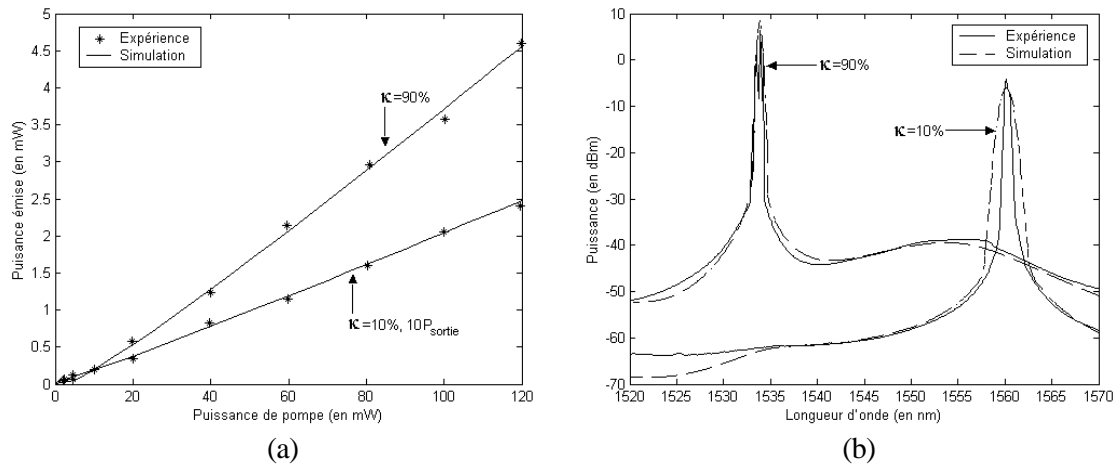 5
4.5
4
3.5
3
2.5
2
1.5
1
0.5
0
Puisance émise (en mW)
Expérience
Simulation
κ=90%
κ=10%, 10Psortie
0 20 40 60 80 100 120
Puissance de pompe (en mW)
(a)
10
0
-10
-20
-30
-40
-50
-60
-70
Puissance (en dBm)
Expérience
Simulation
κ=90%
κ=10%
1520 1525 1530 1535 1540 1545 1550 1555 1560 1565 1570
Longueur d'onde (en nm)
(b)